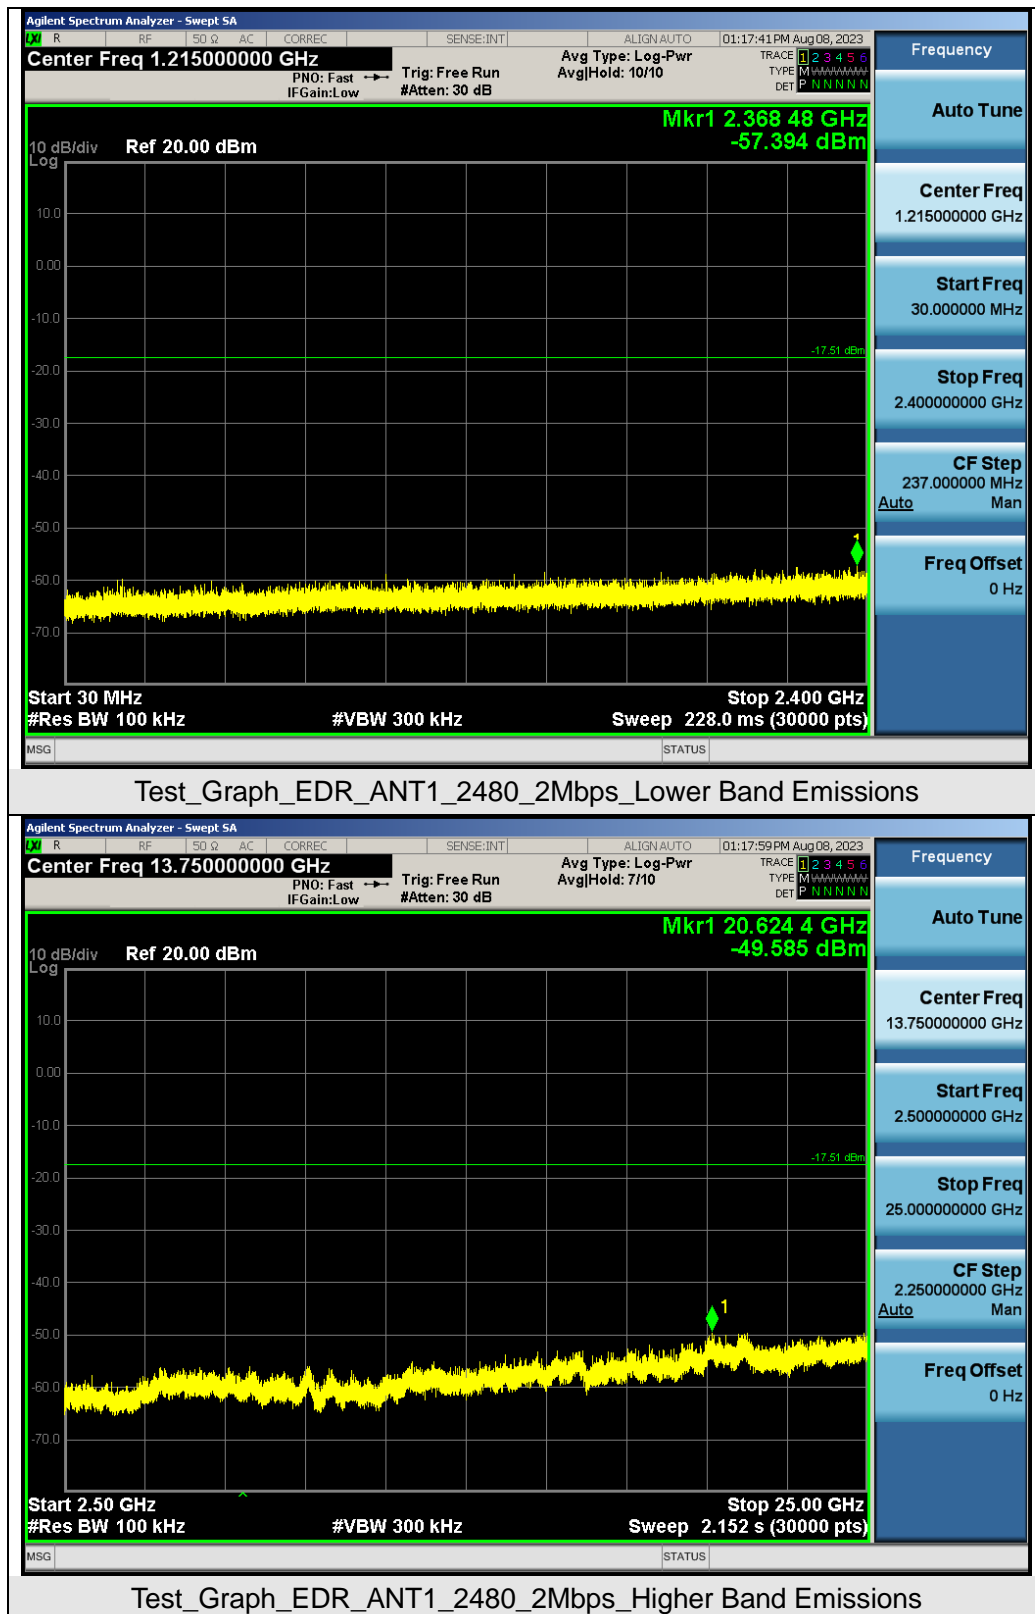 Agilent Spectrum Analyzer - Swept SA
LXI R RF 50 Ω AC CORREC SENSE:INT ALIGN AUTO 01:17:41 PM Aug 08, 2023
Center Freq 1.215000000 GHz
PNO: Fast
IFGain:Low
Trig: Free Run
#Atten: 30 dB
Avg Type: Log-Pwr
Avg|Hold: 10/10
TRACE 1 2 3 4 5 6
TYPE M
DET P N N N N N
Mkr1 2.368 48 GHz
-57.394 dBm
10 dB/div Ref 20.00 dBm
Log
10.0
0.00
-10.0
-17.51 dBm
-20.0
-30.0
-40.0
-50.0
1
-60.0
-70.0
Start 30 MHz Stop 2.400 GHz
#Res BW 100 kHz #VBW 300 kHz Sweep 228.0 ms (30000 pts)
MSG STATUS
Frequency
Auto Tune
Center Freq
1.215000000 GHz
Start Freq
30.000000 MHz
Stop Freq
2.400000000 GHz
CF Step
237.000000 MHz
Auto Man
Freq Offset
0 Hz
Test_Graph_EDR_ANT1_2480_2Mbps_Lower Band Emissions
Agilent Spectrum Analyzer - Swept SA
LXI R RF 50 Ω AC CORREC SENSE:INT ALIGN AUTO 01:17:59 PM Aug 08, 2023
Center Freq 13.750000000 GHz
PNO: Fast
IFGain:Low
Trig: Free Run
#Atten: 30 dB
Avg Type: Log-Pwr
Avg|Hold: 7/10
TRACE 1 2 3 4 5 6
TYPE M
DET P N N N N N
Mkr1 20.624 4 GHz
-49.585 dBm
10 dB/div Ref 20.00 dBm
Log
10.0
0.00
-10.0
-17.51 dBm
-20.0
-30.0
-40.0
1
-50.0
-60.0
-70.0
Start 2.50 GHz Stop 25.00 GHz
#Res BW 100 kHz #VBW 300 kHz Sweep 2.152 s (30000 pts)
MSG STATUS
Frequency
Auto Tune
Center Freq
13.750000000 GHz
Start Freq
2.500000000 GHz
Stop Freq
25.000000000 GHz
CF Step
2.250000000 GHz
Auto Man
Freq Offset
0 Hz
Test_Graph_EDR_ANT1_2480_2Mbps_Higher Band Emissions